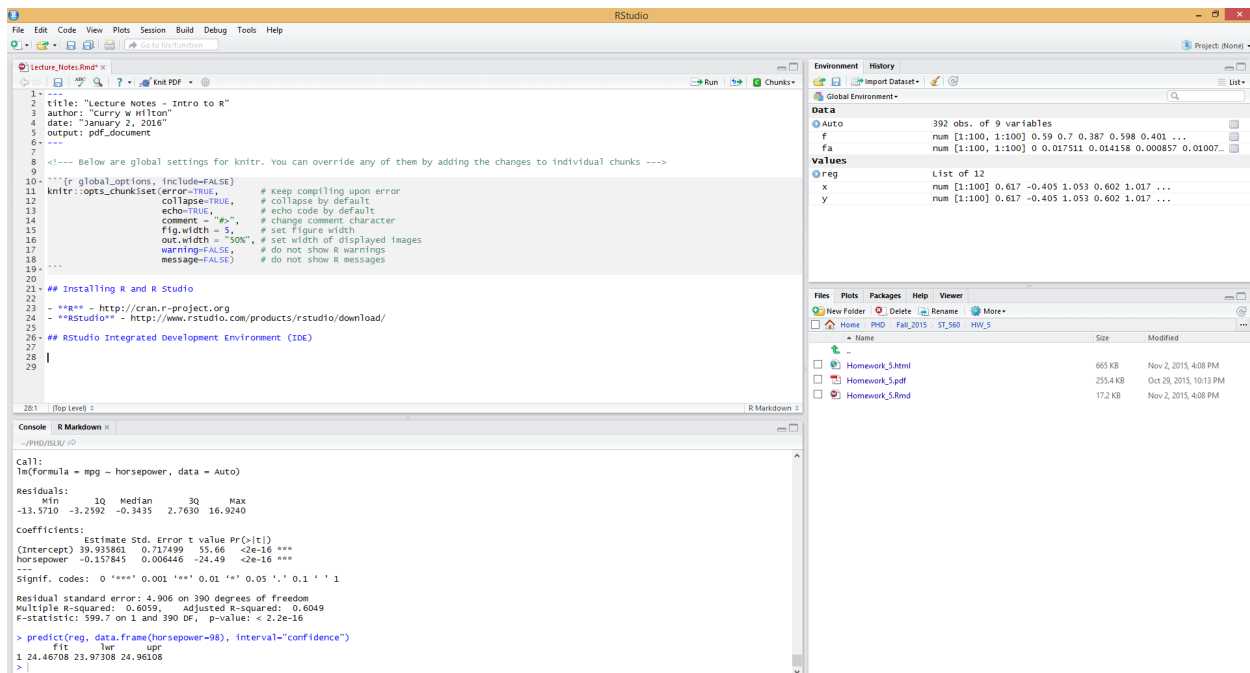 RStudio
File Edit Code View Plots Session Build Debug Tools Help
Go to file/function
Project: (None)
Lecture_Notes.Rmd*
ABC ? Knit PDF Run Chunks
1 ---
2 title: "Lecture Notes - Intro to R"
3 author: "Curry W Hilton"
4 date: "January 2, 2016"
5 output: pdf_document
6 ---
7
8 <!--- Below are global settings for knitr. You can override any of them by adding the changes to individual chunks --->
9
10 ```{r global_options, include=FALSE}
11 knitr::opts_chunk$set(error=TRUE, # Keep compiling upon error
12 collapse=TRUE, # collapse by default
13 echo=TRUE, # echo code by default
14 comment = "#>", # change comment character
15 fig.width = 5, # set figure width
16 out.width = "50%", # set width of displayed images
17 warning=FALSE, # do not show R warnings
18 message=FALSE) # do not show R messages
19 ```
20
21 ## Installing R and R Studio
22
23 - **R** - http://cran.r-project.org
24 - **RStudio** - http://www.rstudio.com/products/rstudio/download/
25
26 ## RStudio Integrated Development Environment (IDE)
27
28
29
28:1 (Top Level) R Markdown
Console R Markdown
~/PHD/ISLR/
Call:
lm(formula = mpg ~ horsepower, data = Auto)
Residuals:
Min 1Q Median 3Q Max
-13.5710 -3.2592 -0.3435 2.7630 16.9240
Coefficients:
Estimate Std. Error t value Pr(>|t|)
(Intercept) 39.935861 0.717499 55.66 <2e-16 ***
horsepower -0.157845 0.006446 -24.49 <2e-16 ***
---
Signif. codes: 0 ‘***’ 0.001 ‘**’ 0.01 ‘*’ 0.05 ‘.’ 0.1 ‘ ’ 1
Residual standard error: 4.906 on 390 degrees of freedom
Multiple R-squared: 0.6059, Adjusted R-squared: 0.6049
F-statistic: 599.7 on 1 and 390 DF, p-value: < 2.2e-16
> predict(reg, data.frame(horsepower=98), interval="confidence")
fit lwr upr
1 24.46708 23.97308 24.96108
>
Environment History
Import Dataset List
Global Environment
Data
Auto 392 obs. of 9 variables
f num [1:100, 1:100] 0.59 0.7 0.387 0.598 0.401 ...
fa num [1:100, 1:100] 0 0.017511 0.014158 0.000857 0.01007...
Values
reg List of 12
x num [1:100] 0.617 -0.405 1.053 0.602 1.017 ...
y num [1:100] 0.617 -0.405 1.053 0.602 1.017 ...
Files Plots Packages Help Viewer
New Folder Delete Rename More
Home PHD Fall_2015 ST_560 HW_5 ...
Name Size Modified
..
Homework_5.html 665 KB Nov 2, 2015, 4:08 PM
Homework_5.pdf 255.4 KB Oct 29, 2015, 10:13 PM
Homework_5.Rmd 17.2 KB Nov 2, 2015, 4:08 PM